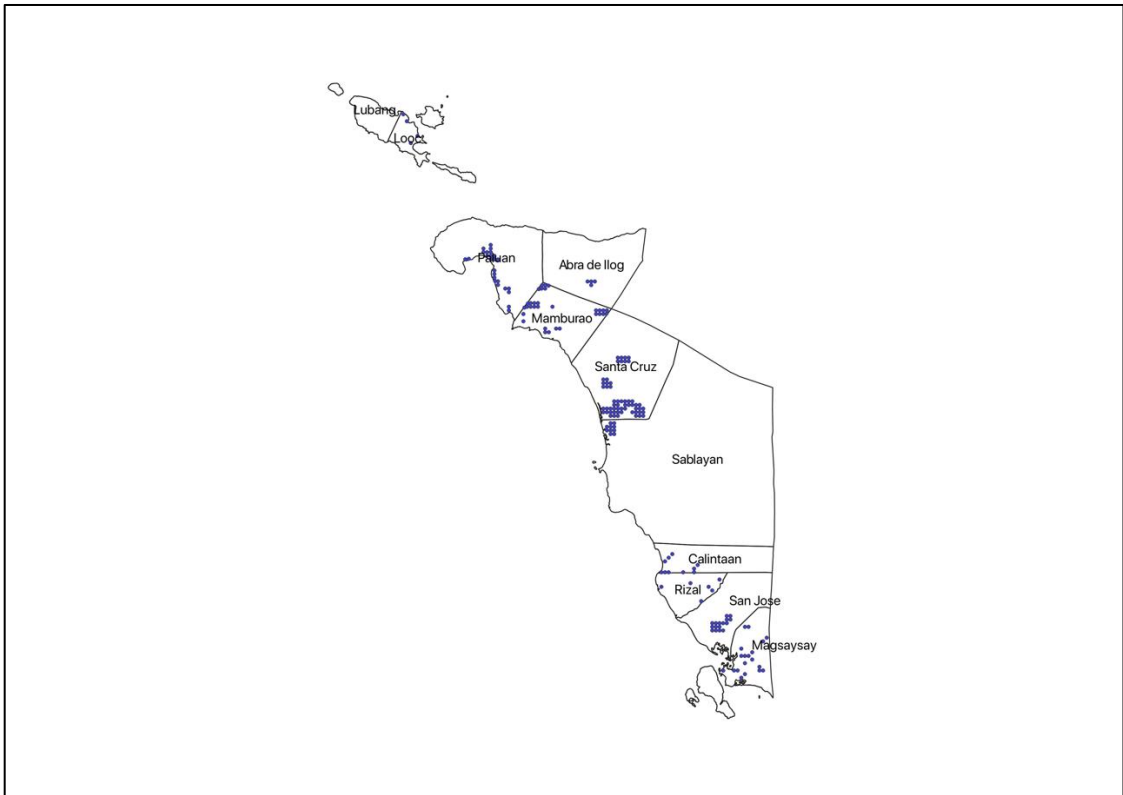 Lubang
Looc
Paluan
Abra de Ilog
Mamburao
Santa Cruz
Sablayan
Calintaan
Rizal
San Jose
Magsaysay